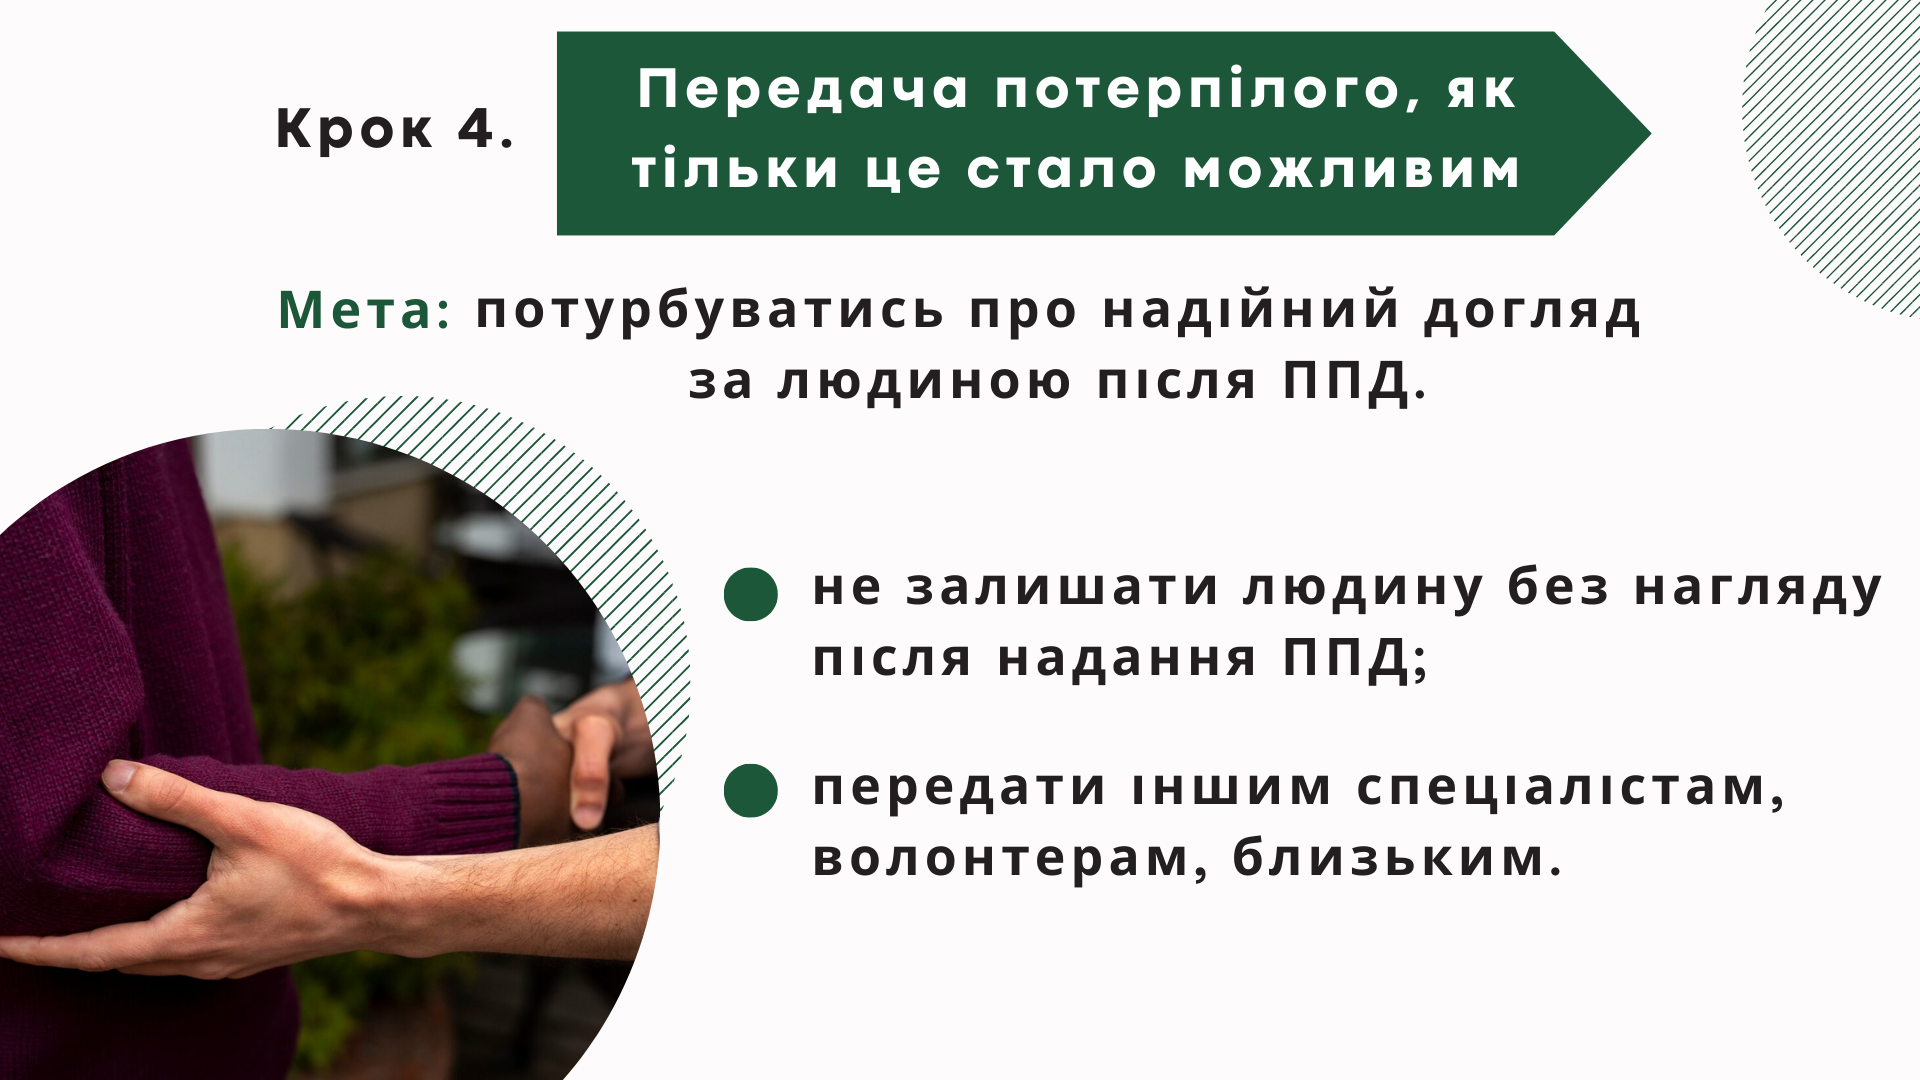 Крок 4.
Передача потерпілого, як
тільки це стало можливим
Мета: потурбуватись про надійний догляд
за людиною після ППД.
не залишати людину без нагляду
після надання ППД;
передати іншим спеціалістам,
волонтерам, близьким.